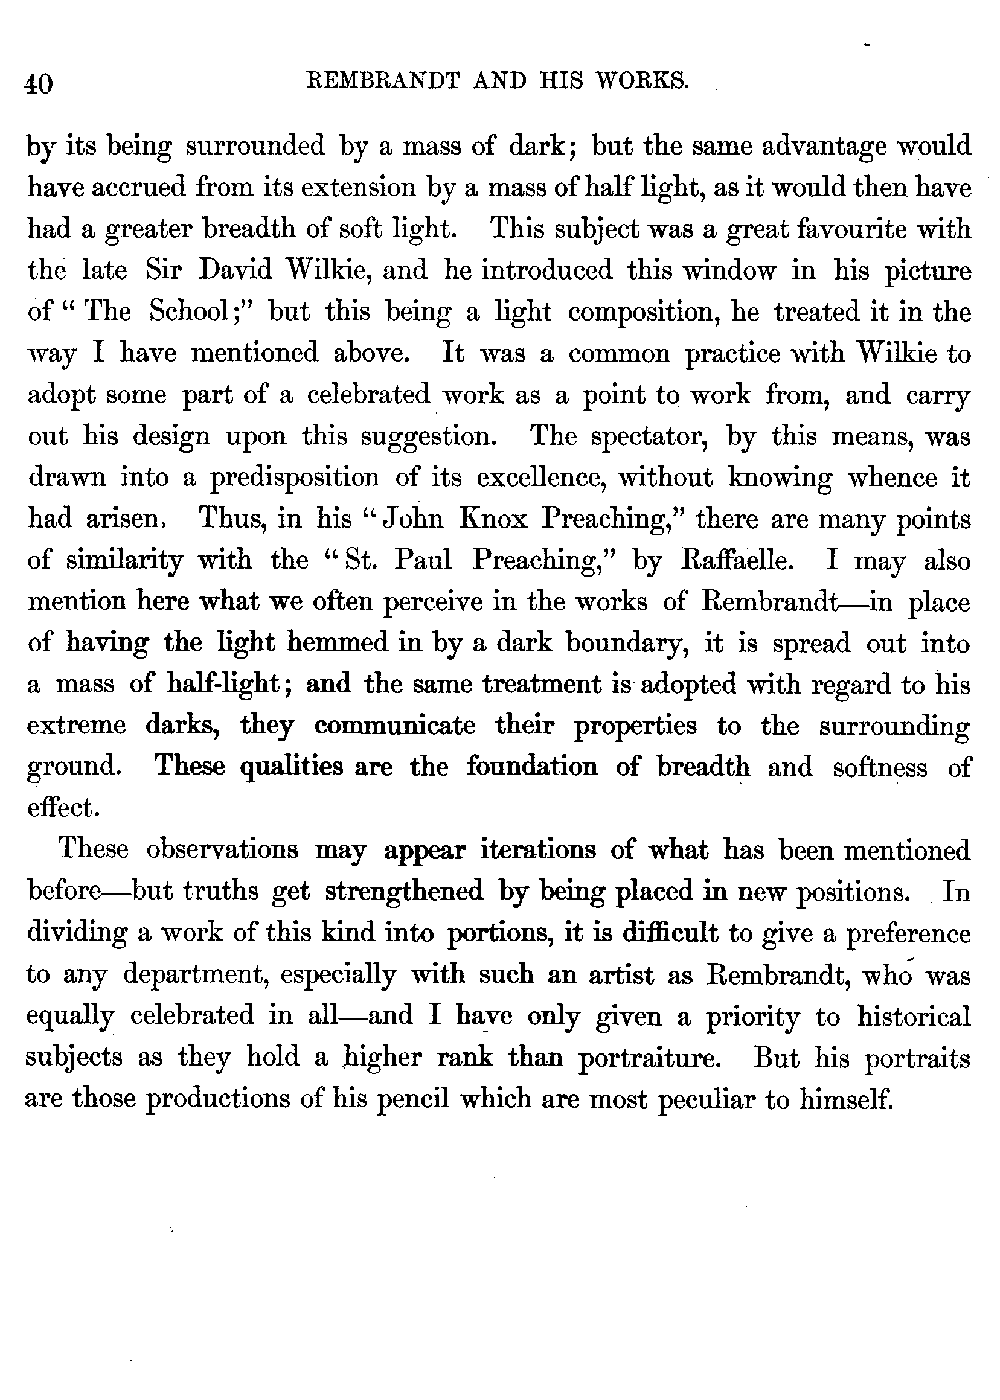 40 REMBRANDT AND HIS WORKS.
by its being surrounded by a mass of dark; but the same advantage would
have accrued from its extension by a mass of half light, as it would then have
had a greater breadth of soft light. This subject was a great favourite with
the late Sir David Wilkie, and he introduced this window in his picture
of " The School;" but this being a light composition, he treated it in the
way I have mentioned above. It was a common practice with Wilkie to
adopt some part of a celebrated work as a point to work from, and carry
out his design upon this suggestion. The spectator, by this means, was
drawn into a predisposition of its excellence, without knowing whence it
had arisen. Thus, in his "John Knox Preaching," there are many points
of similarity with the "St. Paul Preaching," by Raffaelle. I may also
mention here what we often perceive in the works of Rembrandt—in place
of having the light hemmed in by a dark boundary, it is spread out into
a mass of half-light; and the same treatment is adopted with regard to his
extreme darks, they communicate their properties to the surrounding
ground. These qualities are the foundation of breadth and softness of
effect.
These observations may appear iterations of what has been mentioned
before—but truths get strengthened by being placed in new positions. In
dividing a work of this kind into portions, it is difficult to give a preference
to any department, especially with such an artist as Rembrandt, who was
equally celebrated in all—and I have only given a priority to historical
subjects as they hold a higher rank than portraiture. But his portraits
are those productions of his pencil which are most peculiar to himself.